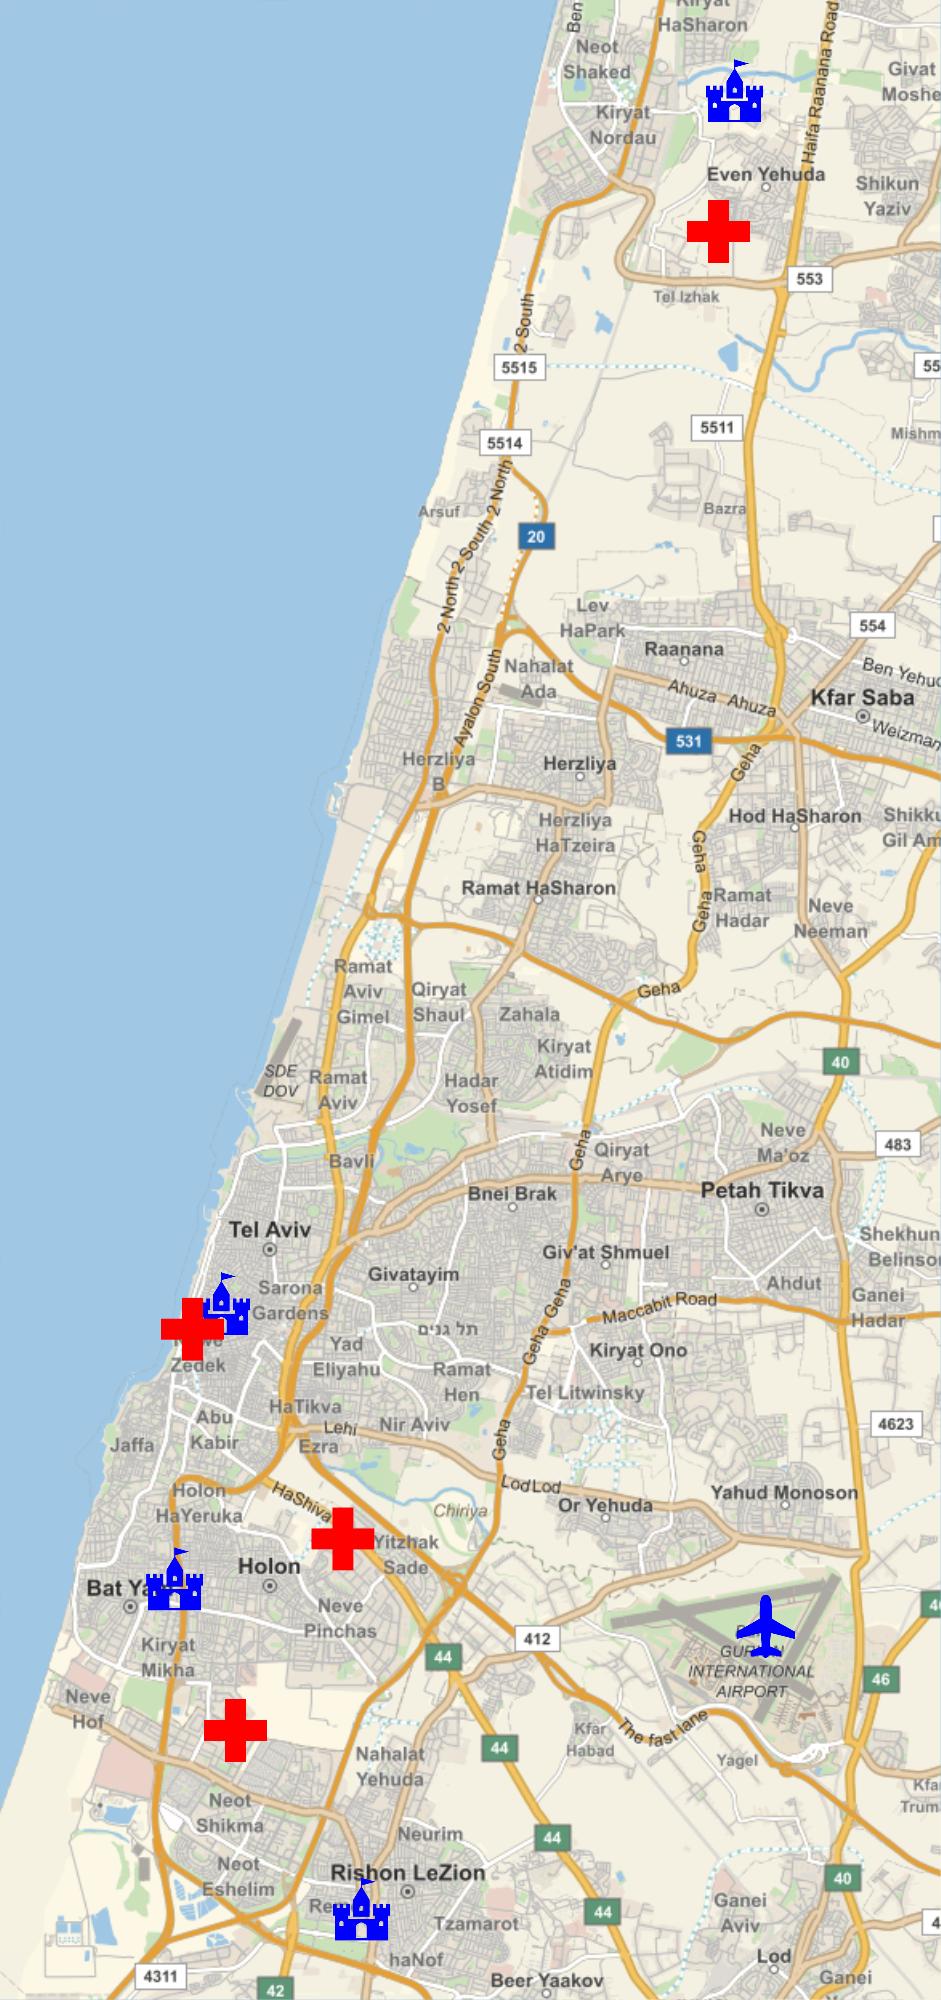 Ben
Kiryat
HaSharon
Neot
Shaked
Givat
Moshe
Kiryat
Nordau
Haifa Raanana Road
Even Yehuda
Shikun
Yaziv
553
Tel Izhak
2 South
5515
55
5511
5514
Mishm
2 North
2 South
Arsuf
Bazra
20
2 North
Lev
HaPark
554
Raanana
Ben Yehud
Nahalat
Ada
Ayalon South
Ahuza Ahuza
Kfar Saba
Weizman
531
Geha
Herzliya
B
Herzliya
Hod HaSharon
Shikku
Gil Am
Herzliya
HaTzeira
Geha
Ramat HaSharon
Ramat
Hadar
Geha
Neve
Neeman
Ramat
Aviv
Gimel
Qiryat
Shaul
Geha
Zahala
Kiryat
Atidim
40
SDE
DOV
Ramat
Aviv
Hadar
Yosef
Neve
Ma'oz
483
Bavli
Geha
Qiryat
Arye
Bnei Brak
Petah Tikva
Tel Aviv
Shekhun
Belinson
Giv'at Shmuel
Givatayim
Sarona
Gardens
Geha
Maccabit Road
Ahdut
Ganei
Hadar
תל גנים
Yad
Eliyahu
Geha
Kiryat Ono
Zedek
Ramat
Hen
Tel Litwinsky
HaTikva
Abu
Kabir
Nir Aviv
4623
Jaffa
Lehi
Ezra
Geha
Lod Lod
Holon
HaYeruka
HaShiva
Chiriya
Or Yehuda
Yahud Monoson
Yitzhak
Sade
Holon
Bat Ya
Neve
Pinchas
412
Kiryat
Mikha
44
GURION
INTERNATIONAL
AIRPORT
46
Neve
Hof
The fast lane
Kfar
Habad
44
Nahalat
Yehuda
Yagel
Kfa
Trum
Neot
Shikma
Neurim
44
Neot
Eshelim
Rishon LeZion
40
Re
Ganei
Aviv
44
Tzamarot
haNof
Lod
4311
42
Beer Yaakov
Ganei